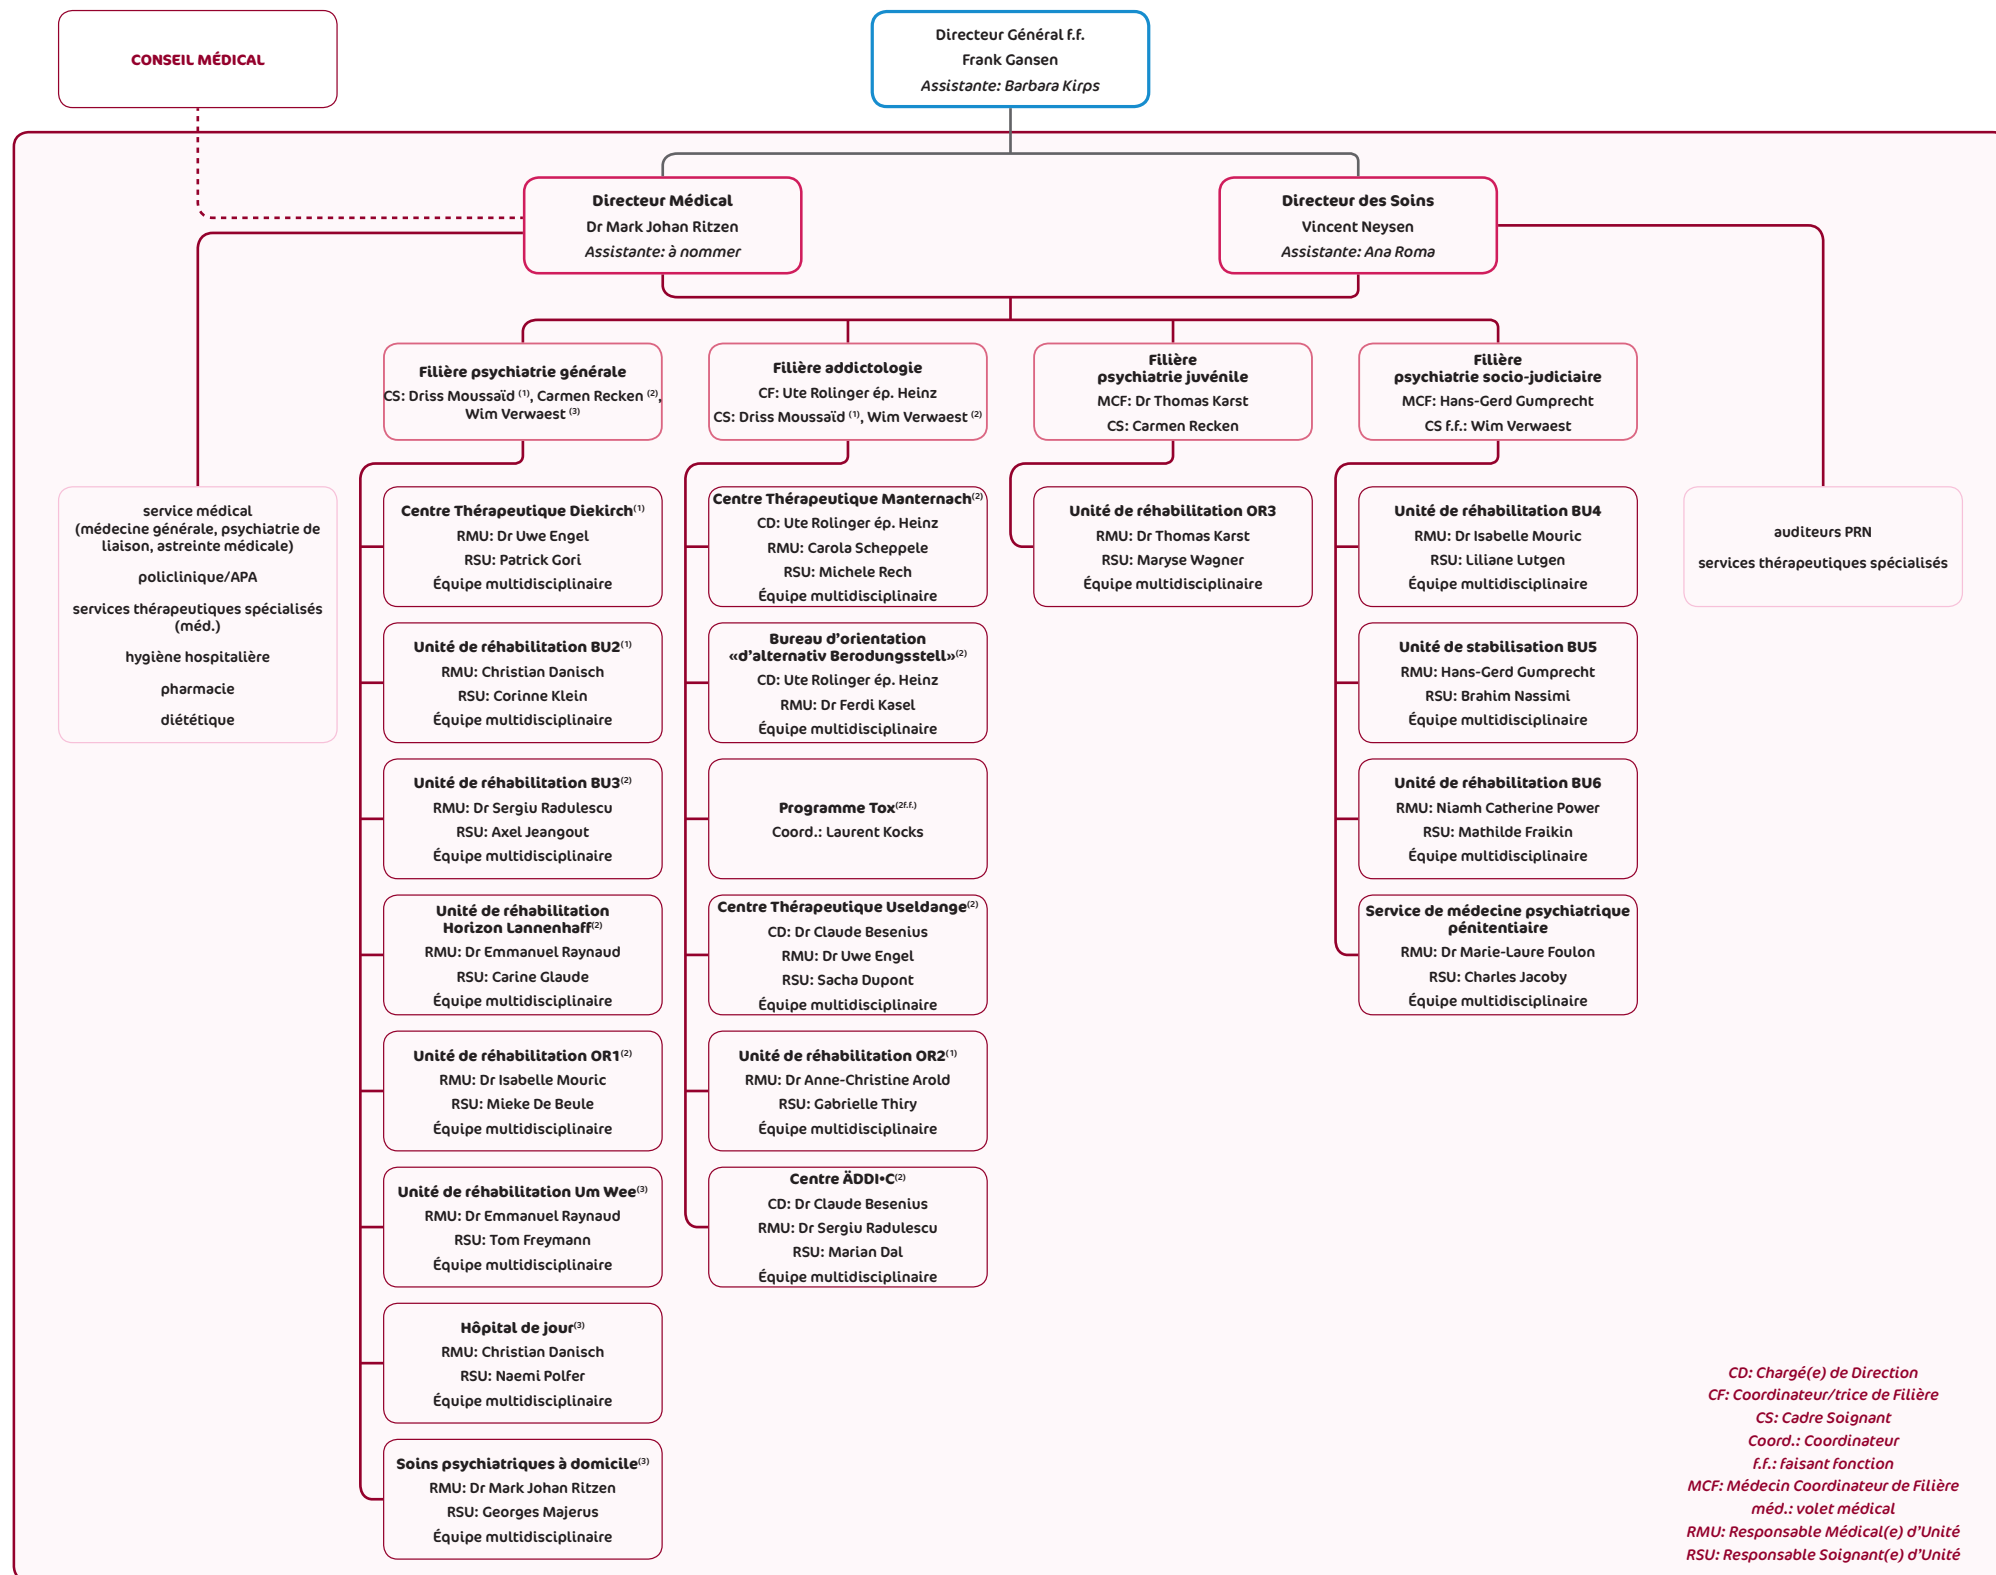 CONSEIL MÉDICAL
Directeur Général f.f.
Frank Gansen
Assistante: Barbara Kirps
Directeur Médical
Dr Mark Johan Ritzen
Assistante: à nommer
Directeur des Soins
Vincent Neysen
Assistante: Ana Roma
Filière psychiatrie générale
CS: Driss Moussaïd (1), Carmen Recken (2),
Wim Verwaest (3)
Filière addictologie
CF: Ute Rolinger ép. Heinz
CS: Driss Moussaïd (1), Wim Verwaest (2)
Filière
psychiatrie juvénile
MCF: Dr Thomas Karst
CS: Carmen Recken
Filière
psychiatrie socio-judiciaire
MCF: Hans-Gerd Gumprecht
CS f.f.: Wim Verwaest
service médical
(médecine générale, psychiatrie de
liaison, astreinte médicale)
policlinique/APA
services thérapeutiques spécialisés
(méd.)
hygiène hospitalière
pharmacie
diététique
Centre Thérapeutique Diekirch(1)
RMU: Dr Uwe Engel
RSU: Patrick Gori
Équipe multidisciplinaire
Unité de réhabilitation BU2(1)
RMU: Christian Danisch
RSU: Corinne Klein
Équipe multidisciplinaire
Unité de réhabilitation BU3(2)
RMU: Dr Sergiu Radulescu
RSU: Axel Jeangout
Équipe multidisciplinaire
Unité de réhabilitation
Horizon Lannenhaff(2)
RMU: Dr Emmanuel Raynaud
RSU: Carine Glaude
Équipe multidisciplinaire
Unité de réhabilitation OR1(2)
RMU: Dr Isabelle Mouric
RSU: Mieke De Beule
Équipe multidisciplinaire
Unité de réhabilitation Um Wee(3)
RMU: Dr Emmanuel Raynaud
RSU: Tom Freymann
Équipe multidisciplinaire
Hôpital de jour(3)
RMU: Christian Danisch
RSU: Naemi Polfer
Équipe multidisciplinaire
Soins psychiatriques à domicile(3)
RMU: Dr Mark Johan Ritzen
RSU: Georges Majerus
Équipe multidisciplinaire
Centre Thérapeutique Manternach(2)
CD: Ute Rolinger ép. Heinz
RMU: Carola Scheppele
RSU: Michele Rech
Équipe multidisciplinaire
Bureau d'orientation
«d'alternativ Berodungsstell»(2)
CD: Ute Rolinger ép. Heinz
RMU: Dr Ferdi Kasel
Équipe multidisciplinaire
Programme Tox(2f.f.)
Coord.: Laurent Kocks
Centre Thérapeutique Useldange(2)
CD: Dr Claude Besenius
RMU: Dr Uwe Engel
RSU: Sacha Dupont
Équipe multidisciplinaire
Unité de réhabilitation OR2(1)
RMU: Dr Anne-Christine Arold
RSU: Gabrielle Thiry
Équipe multidisciplinaire
Centre ÄDDI•C(2)
CD: Dr Claude Besenius
RMU: Dr Sergiu Radulescu
RSU: Marian Dal
Équipe multidisciplinaire
Unité de réhabilitation OR3
RMU: Dr Thomas Karst
RSU: Maryse Wagner
Équipe multidisciplinaire
Unité de réhabilitation BU4
RMU: Dr Isabelle Mouric
RSU: Liliane Lutgen
Équipe multidisciplinaire
Unité de stabilisation BU5
RMU: Hans-Gerd Gumprecht
RSU: Brahim Nassimi
Équipe multidisciplinaire
Unité de réhabilitation BU6
RMU: Niamh Catherine Power
RSU: Mathilde Fraikin
Équipe multidisciplinaire
Service de médecine psychiatrique
pénitentiaire
RMU: Dr Marie-Laure Foulon
RSU: Charles Jacoby
Équipe multidisciplinaire
auditeurs PRN
services thérapeutiques spécialisés
CD: Chargé(e) de Direction
CF: Coordinateur/trice de Filière
CS: Cadre Soignant
Coord.: Coordinateur
f.f.: faisant fonction
MCF: Médecin Coordinateur de Filière
méd.: volet médical
RMU: Responsable Médical(e) d'Unité
RSU: Responsable Soignant(e) d'Unité